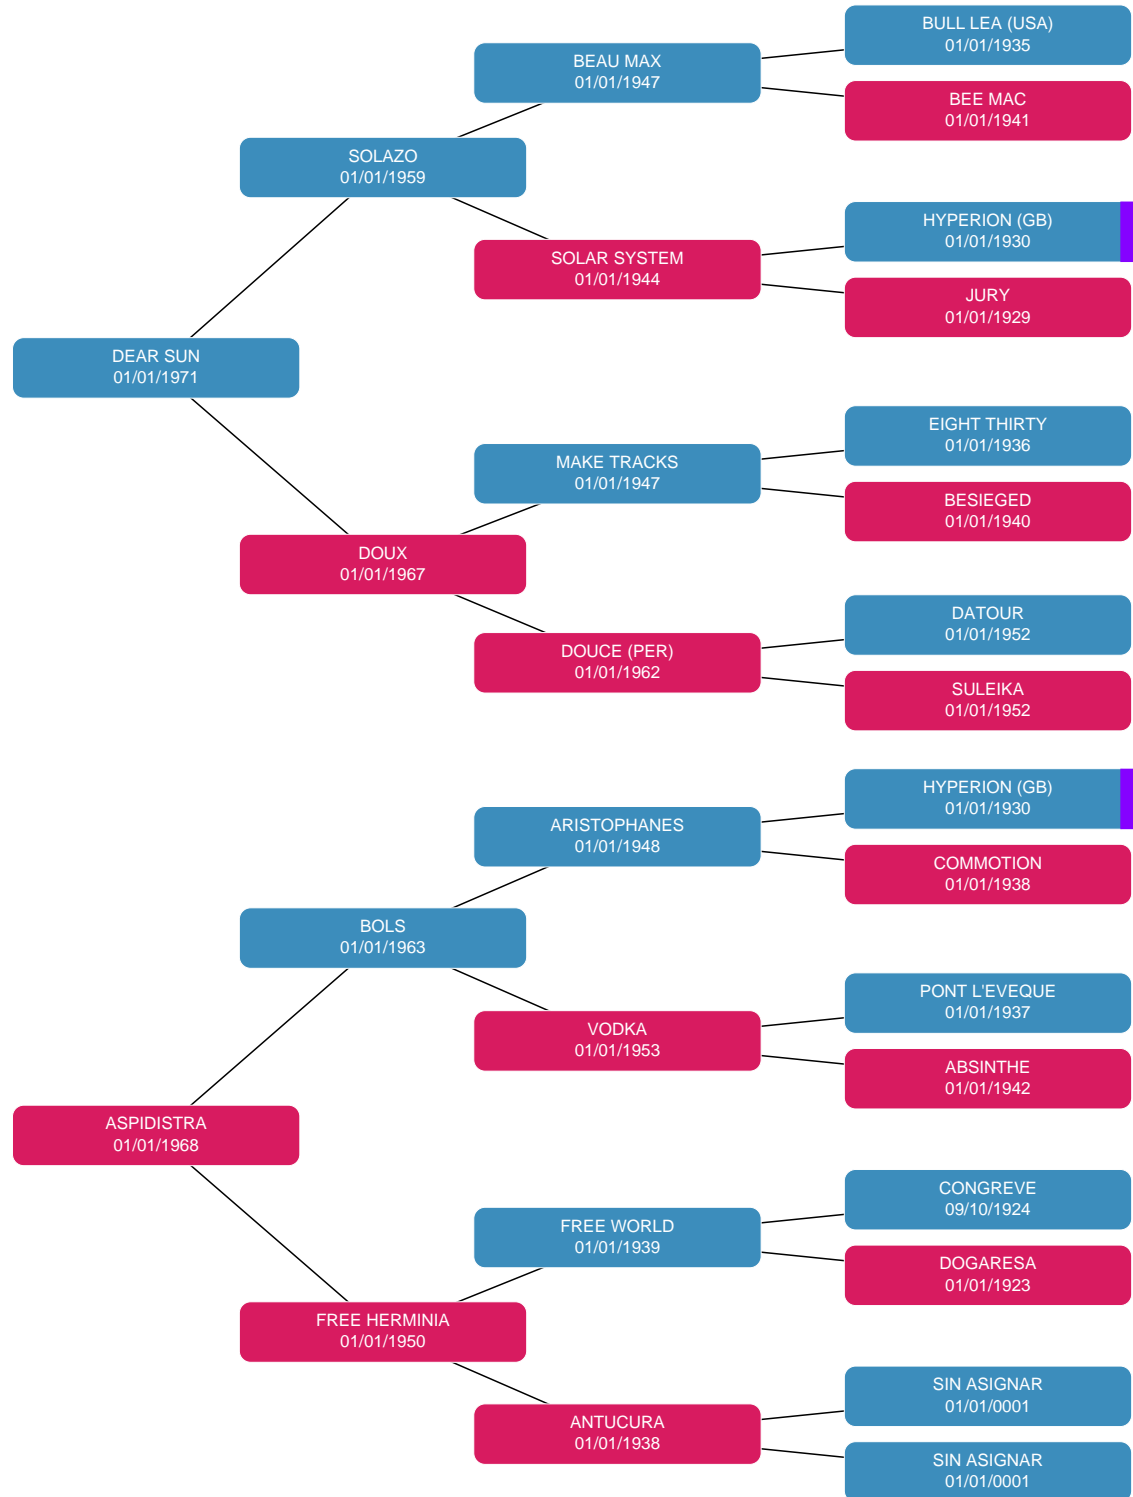 BULL LEA (USA)
01/01/1935
BEAU MAX
01/01/1947
BEE MAC
01/01/1941
SOLAZO
01/01/1959
HYPERION (GB)
01/01/1930
SOLAR SYSTEM
01/01/1944
JURY
01/01/1929
DEAR SUN
01/01/1971
EIGHT THIRTY
01/01/1936
MAKE TRACKS
01/01/1947
BESIEGED
01/01/1940
DOUX
01/01/1967
DATOUR
01/01/1952
DOUCE (PER)
01/01/1962
SULEIKA
01/01/1952
HYPERION (GB)
01/01/1930
ARISTOPHANES
01/01/1948
COMMOTION
01/01/1938
BOLS
01/01/1963
PONT L'EVEQUE
01/01/1937
VODKA
01/01/1953
ABSINTHE
01/01/1942
ASPIDISTRA
01/01/1968
CONGREVE
09/10/1924
FREE WORLD
01/01/1939
DOGARESA
01/01/1923
FREE HERMINIA
01/01/1950
SIN ASIGNAR
01/01/0001
ANTUCURA
01/01/1938
SIN ASIGNAR
01/01/0001